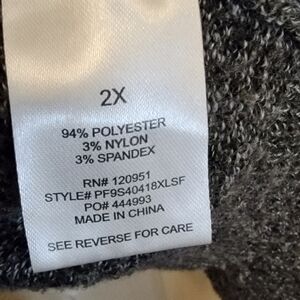 2X
94% POLYESTER
3% NYLON
3% SPANDEX
RN# 120951
STYLE# PF9S40418XLSF
PO# 444993
MADE IN CHINA
SEE REVERSE FOR CARE